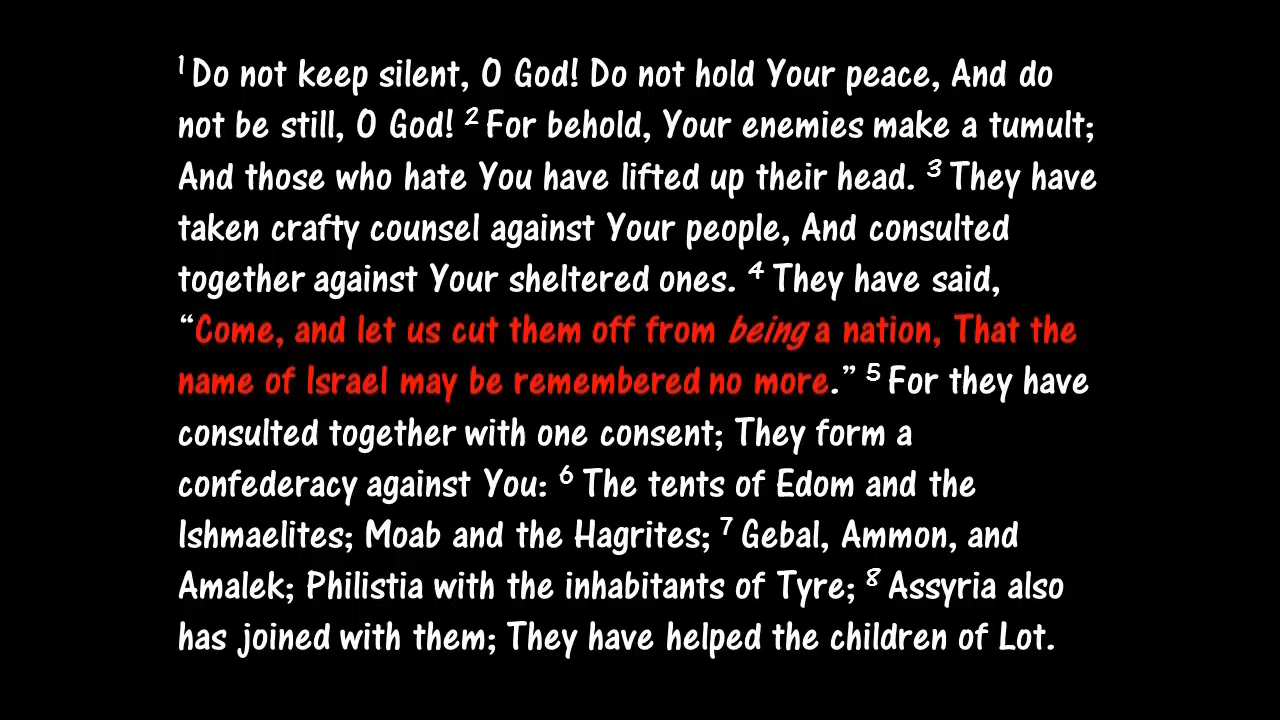 1 Do not keep silent, O God! Do not hold Your peace, And do
not be still, O God! 2 For behold, Your enemies make a tumult;
And those who hate You have lifted up their head. 3 They have
taken crafty counsel against Your people, And consulted
together against Your sheltered ones. 4 They have said,
“Come, and let us cut them off from being a nation, That the
name of Israel may be remembered no more.” 5 For they have
consulted together with one consent; They form a
confederacy against You: 6 The tents of Edom and the
Ishmaelites; Moab and the Hagrites; 7 Gebal, Ammon, and
Amalek; Philistia with the inhabitants of Tyre; 8 Assyria also
has joined with them; They have helped the children of Lot.